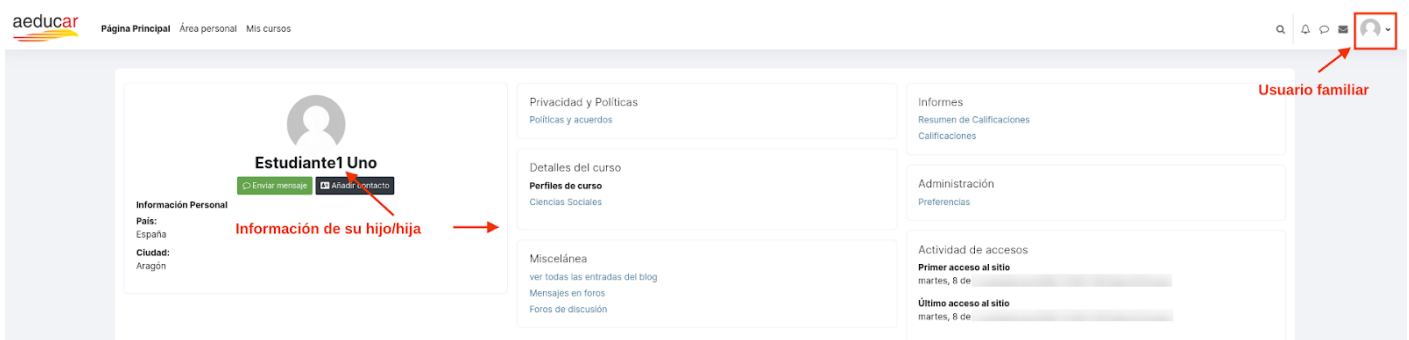 aeducar
Página Principal Área personal Mis cursos
Usuario familiar
Estudiante1 Uno
Enviar mensaje
Añadir contacto
Información Personal
País:
España
Ciudad:
Aragón
Información de su hijo/hija
Privacidad y Políticas
Políticas y acuerdos
Detalles del curso
Perfiles de curso
Ciencias Sociales
Miscelánea
ver todas las entradas del blog
Mensajes en foros
Foros de discusión
Informes
Resumen de Calificaciones
Calificaciones
Administración
Preferencias
Actividad de accesos
Primer acceso al sitio
martes, 8 de
Último acceso al sitio
martes, 8 de